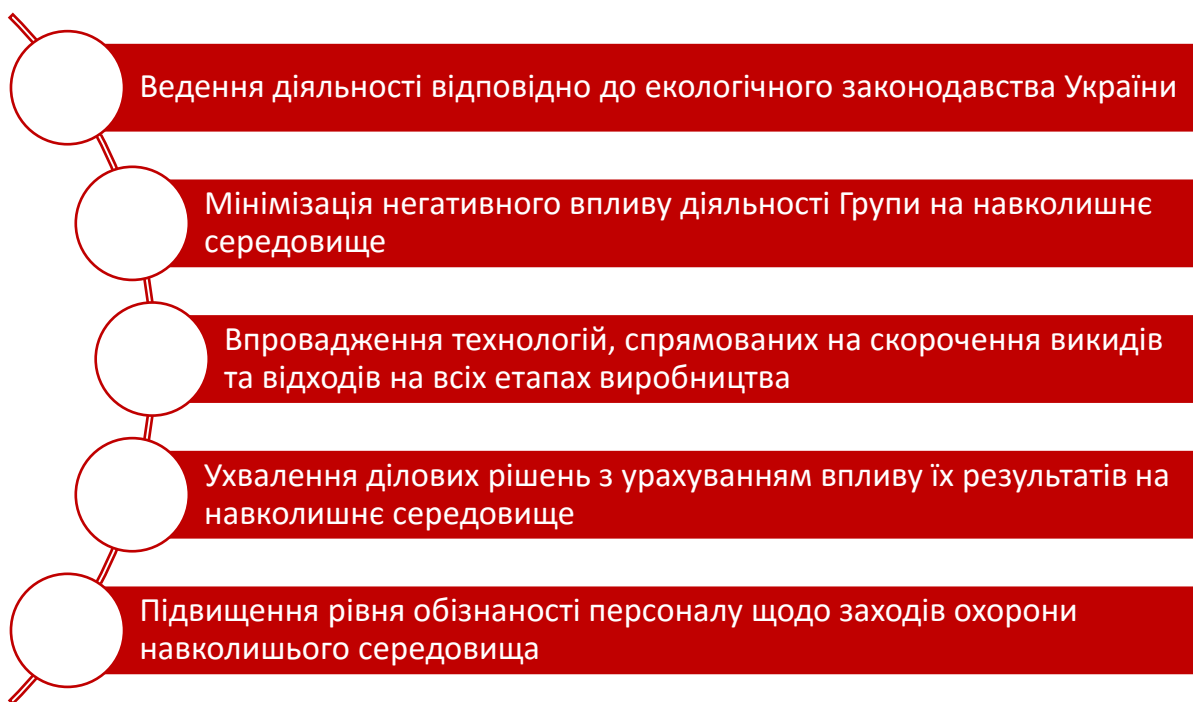 Ведення діяльності відповідно до екологічного законодавства України
Мінімізація негативного впливу діяльності Групи на навколишнє
середовище
Впровадження технологій, спрямованих на скорочення викидів
та відходів на всіх етапах виробництва
Ухвалення ділових рішень з урахуванням впливу їх результатів на
навколишнє середовище
Підвищення рівня обізнаності персоналу щодо заходів охорони
навколишього середовища